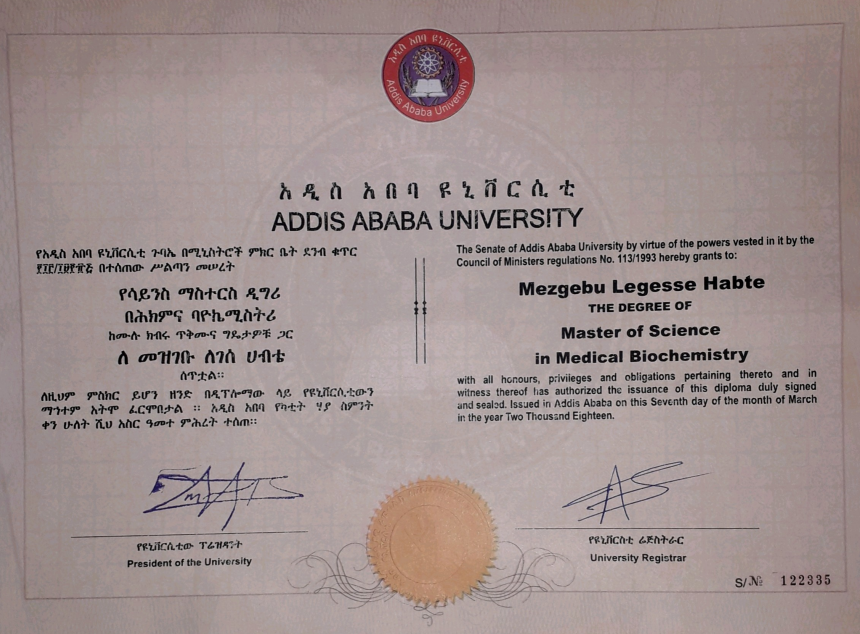 አዲስ አበባ ዩኒቨርሲቲ
Addis Ababa University
አዲስ አበባ ዩኒቨርሲቲ
ADDIS ABABA UNIVERSITY
የአዲስ አበባ ዩኒቨርሲቲ ጉባኤ በሚኒስትሮች ምክር ቤት ደንብ ቁጥር
፻፲፫/፲፱፻፹፭ በተሰጠው ሥልጣን መሠረት
የሳይንስ ማስተርስ ዲግሪ
በሕክምና ባዮኬሚስትሪ
ከሙሉ ክብሩ ጥቅሙና ግዴታዎቹ ጋር
ለ መዝገቡ ለገሰ ሀብቴ
ሰጥቷል፡፡
ለዚህም ምስክር ይሆን ዘንድ በዲፕሎማው ላይ የዩኒቨርሲቲውን
ማኅተም አትሞ ፈርሞበታል ፡፡ አዲስ አበባ የካቲት ሃያ ስምንት
ቀን ሁለት ሺህ አስር ዓመተ ምሕረት ተሰጠ፡፡
The Senate of Addis Ababa University by virtue of the powers vested in it by the
Council of Ministers regulations No. 113/1993 hereby grants to:
Mezgebu Legesse Habte
THE DEGREE OF
Master of Science
in Medical Biochemistry
with all honours, privileges and obligations pertaining thereto and in
witness thereof has authorized the issuance of this diploma duly signed
and sealed. Issued in Addis Ababa on this Seventh day of the month of March
in the year Two Thousand Eighteen.
የዩኒቨርሲቲው ፕሬዝዳንት
President of the University
የዩኒቨርስቲ ሬጅስትራር
University Registrar
S/№ 122335